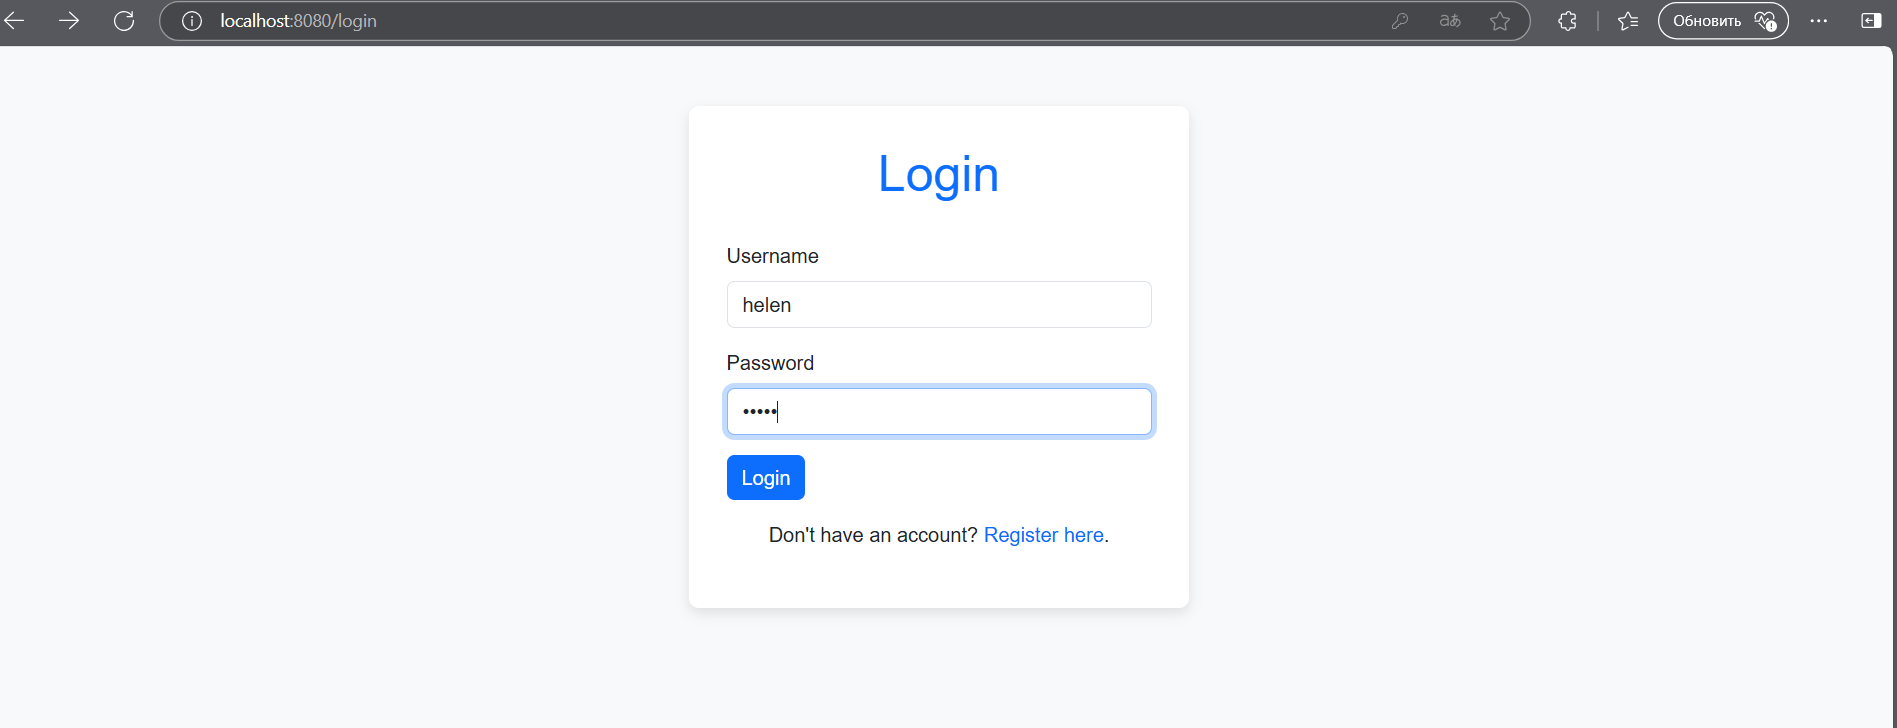 localhost:8080/login
Обновить
Login
Username
helen
Password
•••••
Login
Don't have an account? Register here.